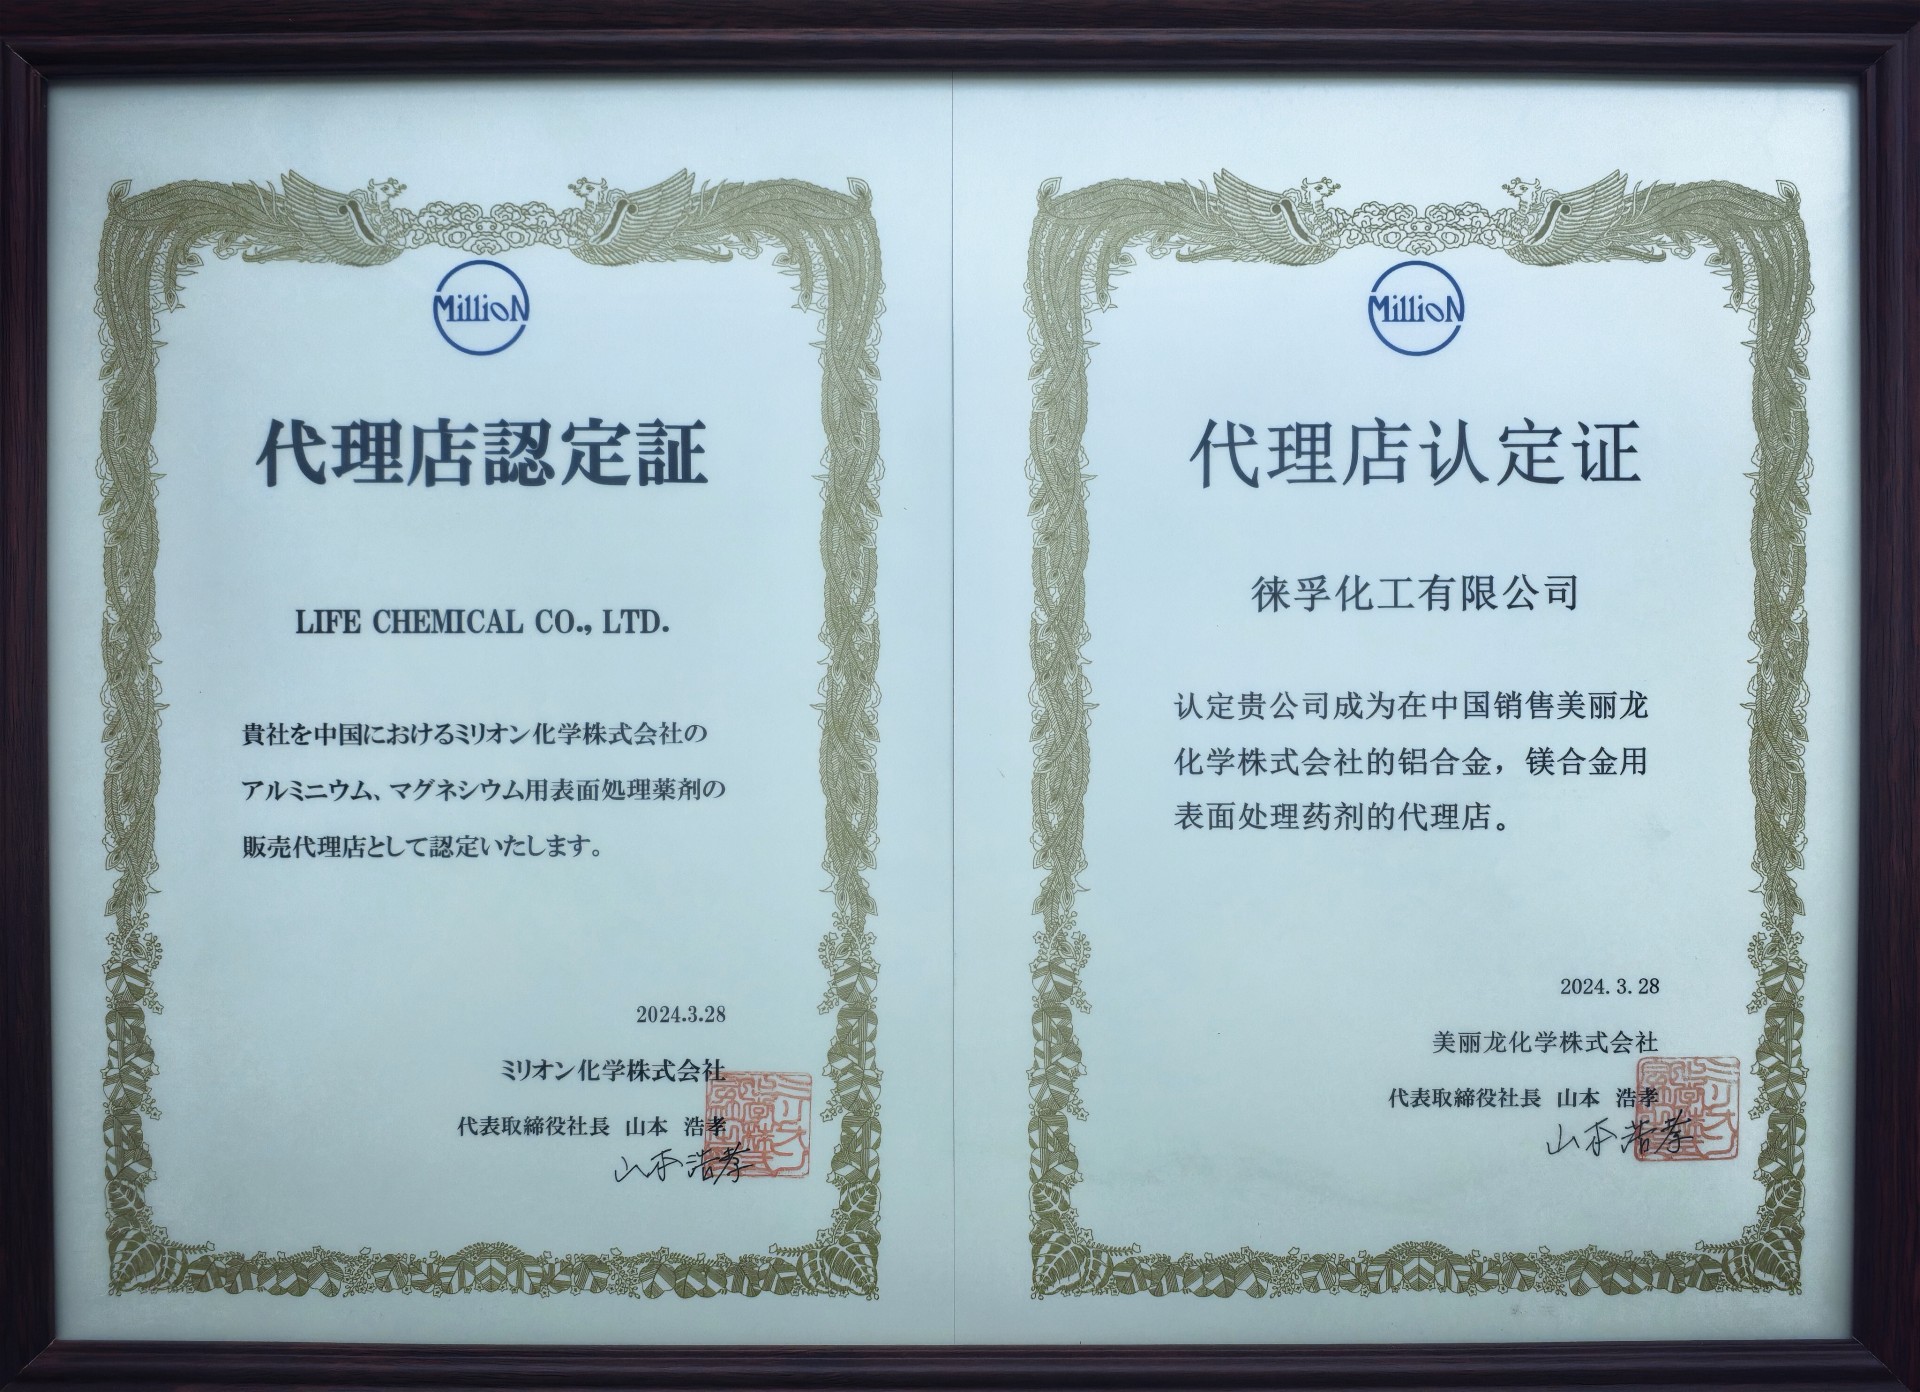 MillioN
代理店認定証
LIFE CHEMICAL CO., LTD.
貴社を中国におけるミリオン化学株式会社の
アルミニウム、マグネシウム用表面処理薬剤の
販売代理店として認定いたします。
2024.3.28
ミリオン化学株式会社
代表取締役社長 山本 浩孝
山本浩孝
MillioN
代理店认定证
徕孚化工有限公司
认定贵公司成为在中国销售美丽龙
化学株式会社的铝合金，镁合金用
表面处理药剂的代理店。
2024.3.28
美丽龙化学株式会社
代表取締役社长 山本 浩孝
山本浩孝